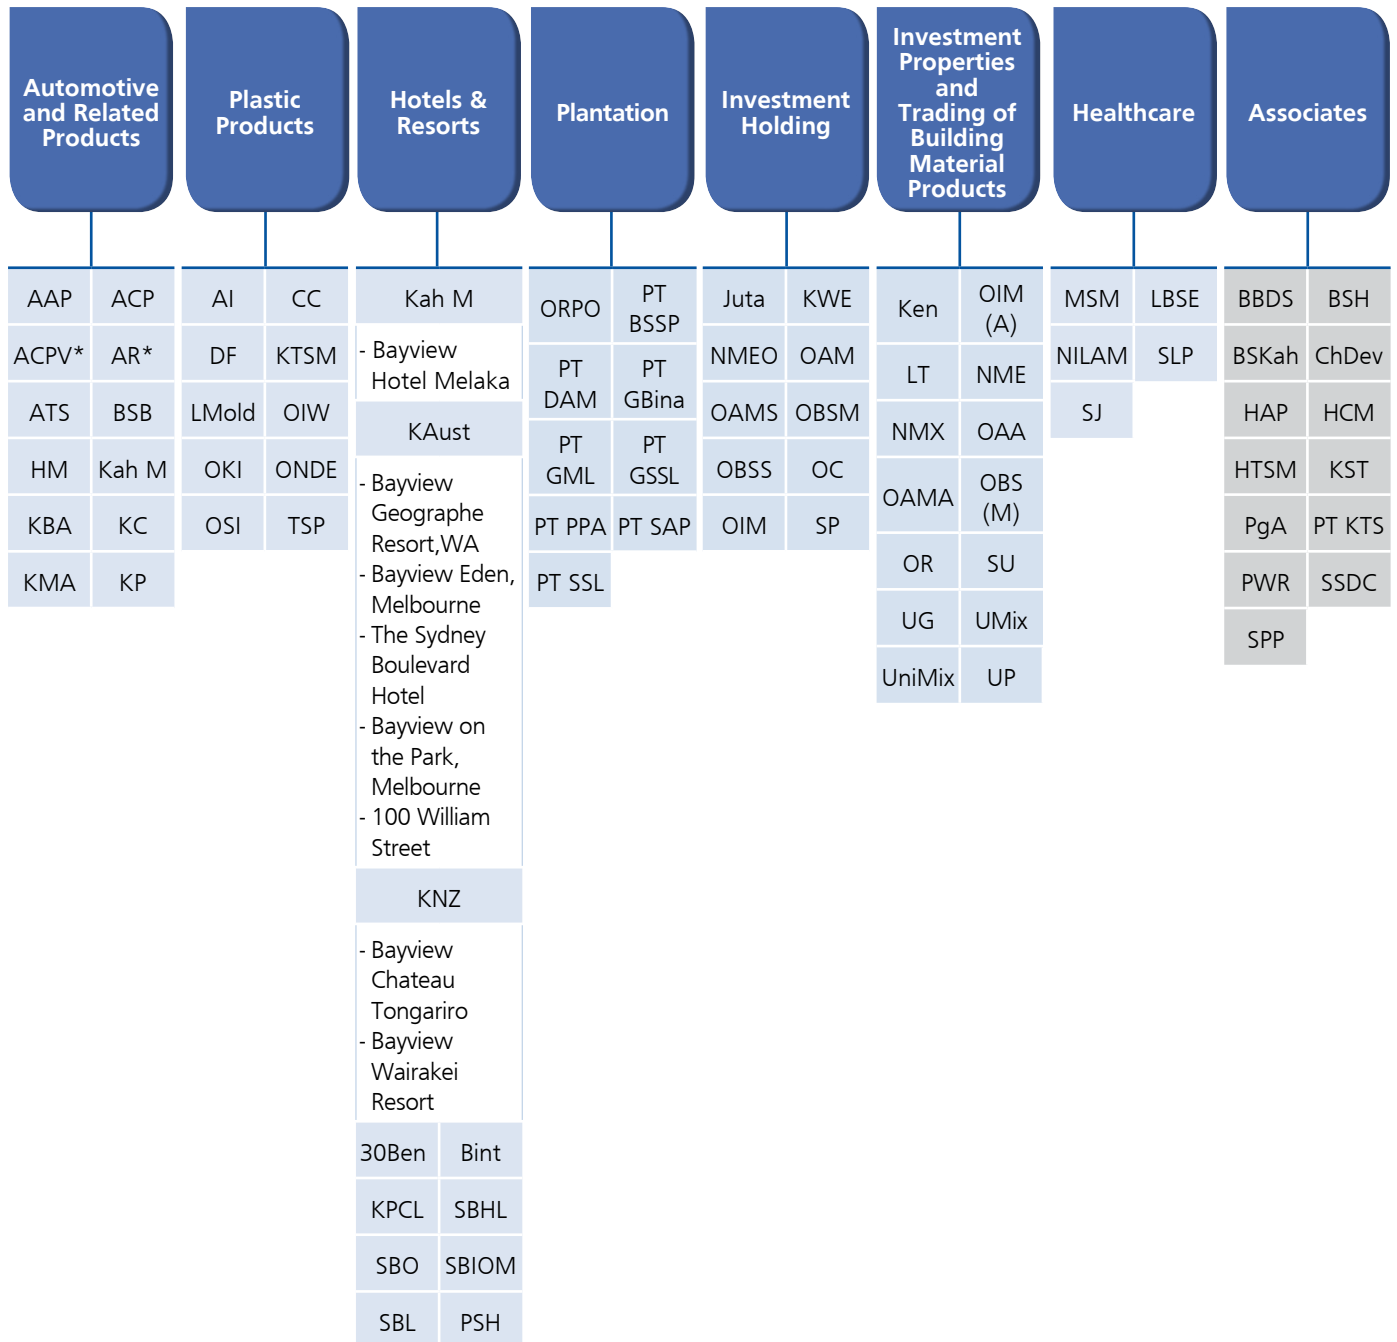 Automotive
and Related
Products
Plastic
Products
Hotels &
Resorts
Plantation
Investment
Holding
Investment
Properties
and
Trading of
Building
Material
Products
Healthcare
Associates
AAP ACP
ACPV* AR*
ATS BSB
HM Kah M
KBA KC
KMA KP
AI CC
DF KTSM
LMold OIW
OKI ONDE
OSI TSP
Kah M
- Bayview
Hotel Melaka
KAust
- Bayview
Geographe
Resort,WA
- Bayview Eden,
Melbourne
- The Sydney
Boulevard
Hotel
- Bayview on
the Park,
Melbourne
- 100 William
Street
KNZ
- Bayview
Chateau
Tongariro
- Bayview
Wairakei
Resort
30Ben Bint
KPCL SBHL
SBO SBIOM
SBL PSH
ORPO
PT
BSSP
PT
DAM
PT
GBina
PT
GML
PT
GSSL
PT PPA PT SAP
PT SSL
Juta KWE
NMEO OAM
OAMS OBSM
OBSS OC
OIM SP
Ken
OIM
(A)
LT NME
NMX OAA
OAMA
OBS
(M)
OR SU
UG UMix
UniMix UP
MSM LBSE
NILAM SLP
SJ
BBDS BSH
BSKah ChDev
HAP HCM
HTSM KST
PgA PT KTS
PWR SSDC
SPP